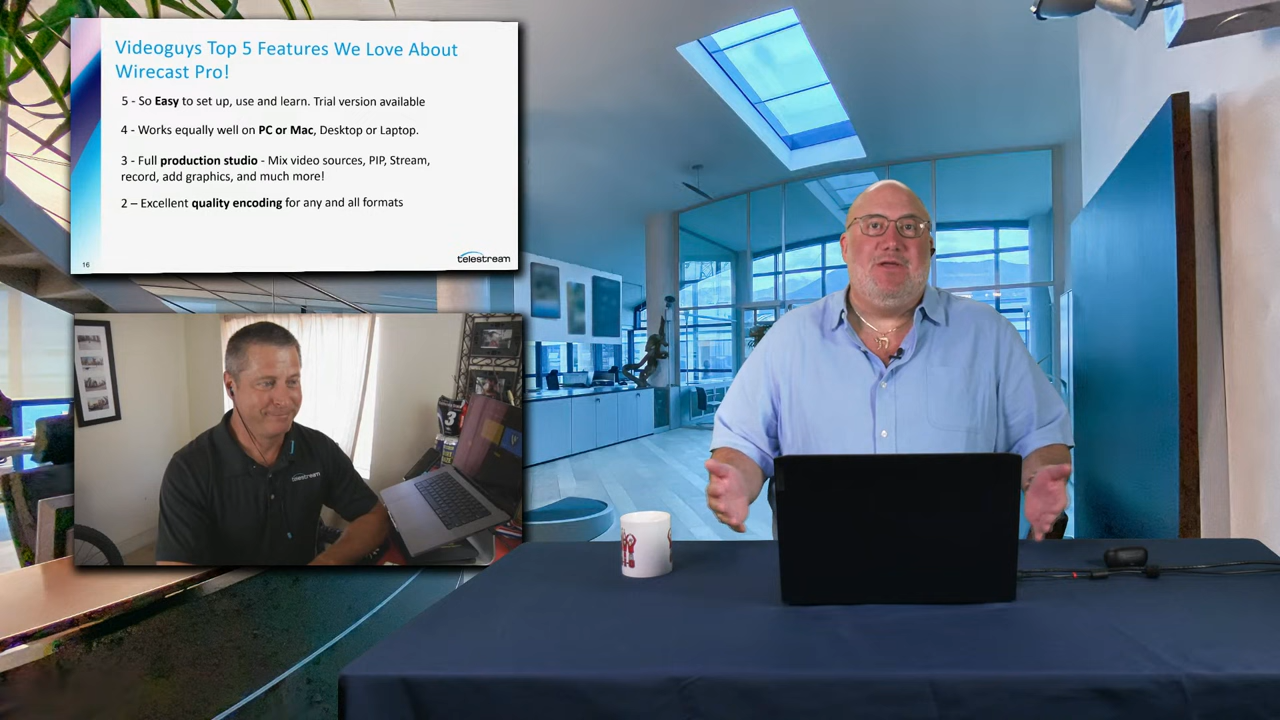 Videoguys Top 5 Features We Love About
Wirecast Pro!
5 - So Easy to set up, use and learn. Trial version available
4 - Works equally well on PC or Mac, Desktop or Laptop.
3 - Full production studio - Mix video sources, PIP, Stream,
record, add graphics, and much more!
2 – Excellent quality encoding for any and all formats
16
telestream
telestream
3